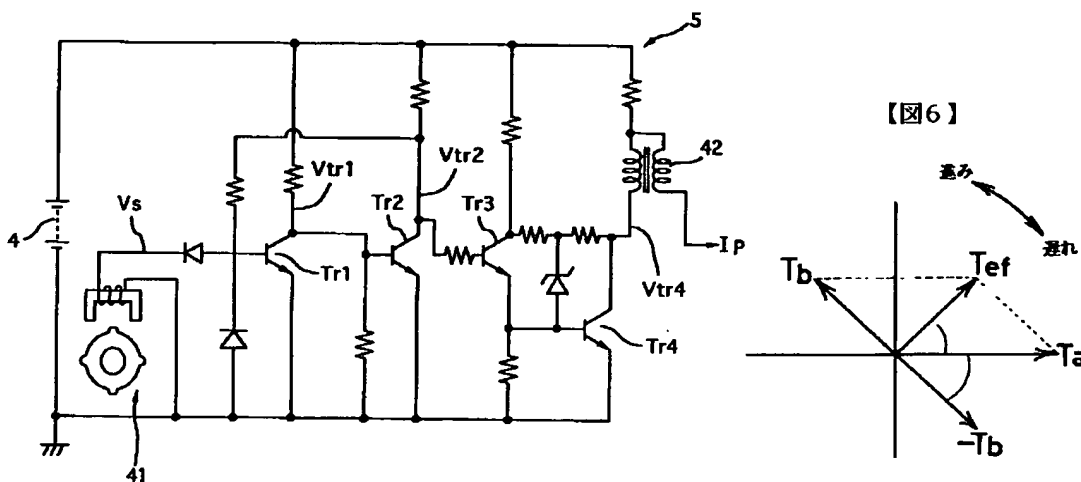 5
Vtr1
Vtr2
42
Vs
Tr2
Tr3
4
Tr1
Ip
Vtr4
Tr4
41
【図6】
進み
遅れ
Tb
Tef
Ta
-Tb